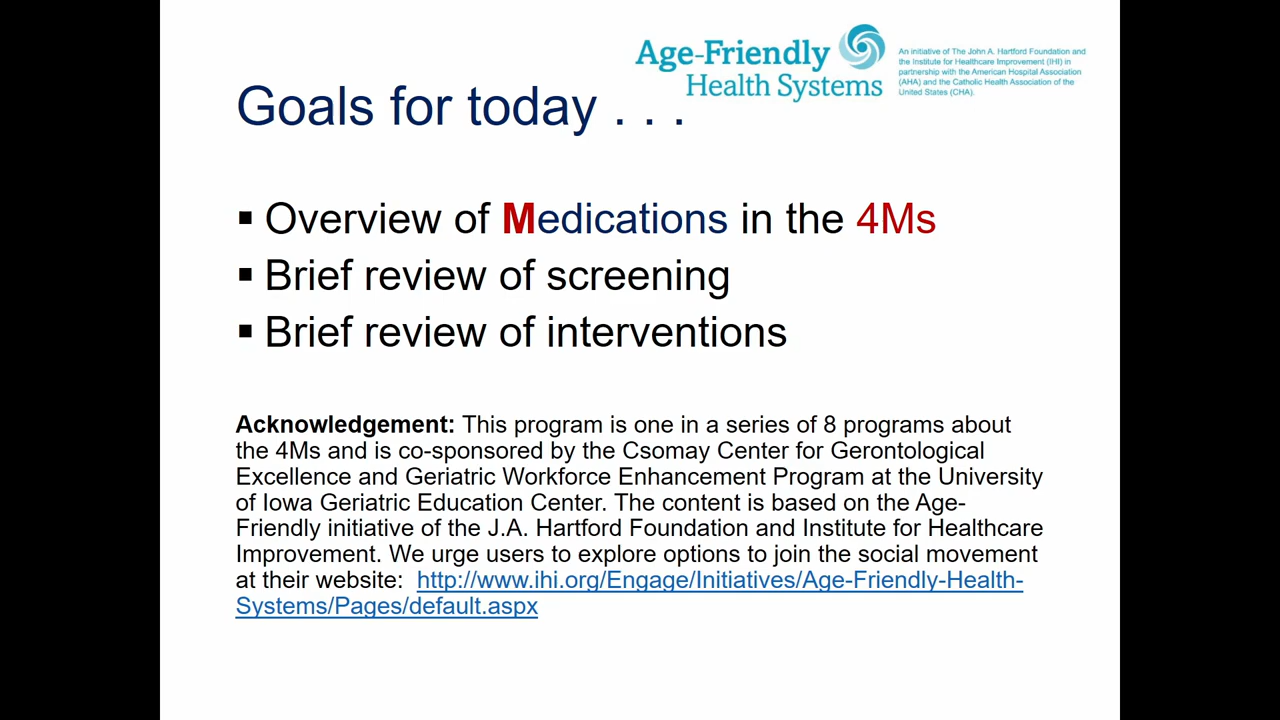 Age-Friendly
Health Systems
An initiative of The John A. Hartford Foundation and
the Institute for Healthcare Improvement (IHI) in
partnership with the American Hospital Association
(AHA) and the Catholic Health Association of the
United States (CHA).
Goals for today . . .
▪ Overview of Medications in the 4Ms
▪ Brief review of screening
▪ Brief review of interventions
Acknowledgement: This program is one in a series of 8 programs about
the 4Ms and is co-sponsored by the Csomay Center for Gerontological
Excellence and Geriatric Workforce Enhancement Program at the University
of Iowa Geriatric Education Center. The content is based on the Age-
Friendly initiative of the J.A. Hartford Foundation and Institute for Healthcare
Improvement. We urge users to explore options to join the social movement
at their website: http://www.ihi.org/Engage/Initiatives/Age-Friendly-Health-
Systems/Pages/default.aspx